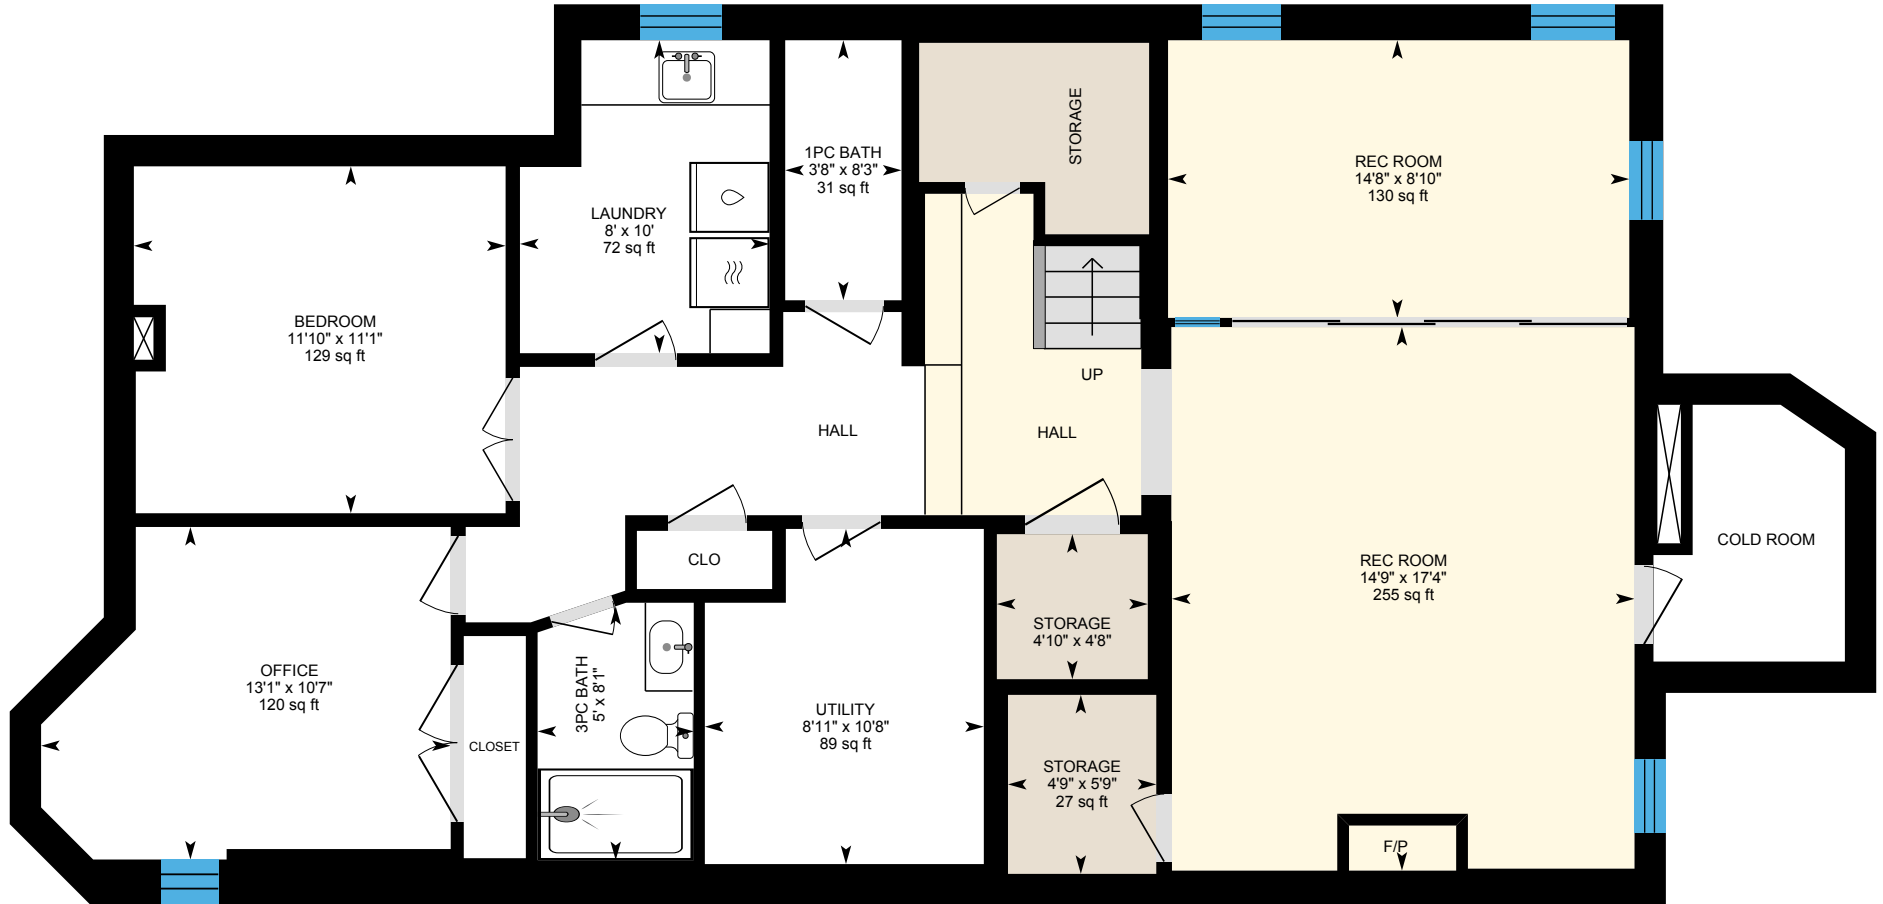 STORAGE
1PC BATH
3'8" x 8'3"
31 sq ft
REC ROOM
14'8" x 8'10"
130 sq ft
LAUNDRY
8' x 10'
72 sq ft
BEDROOM
11'10" x 11'1"
129 sq ft
UP
HALL
HALL
CLO
COLD ROOM
REC ROOM
14'9" x 17'4"
255 sq ft
STORAGE
4'10" x 4'8"
OFFICE
13'1" x 10'7"
120 sq ft
3PC BATH
5' x 8'1"
UTILITY
8'11" x 10'8"
89 sq ft
CLOSET
STORAGE
4'9" x 5'9"
27 sq ft
F/P